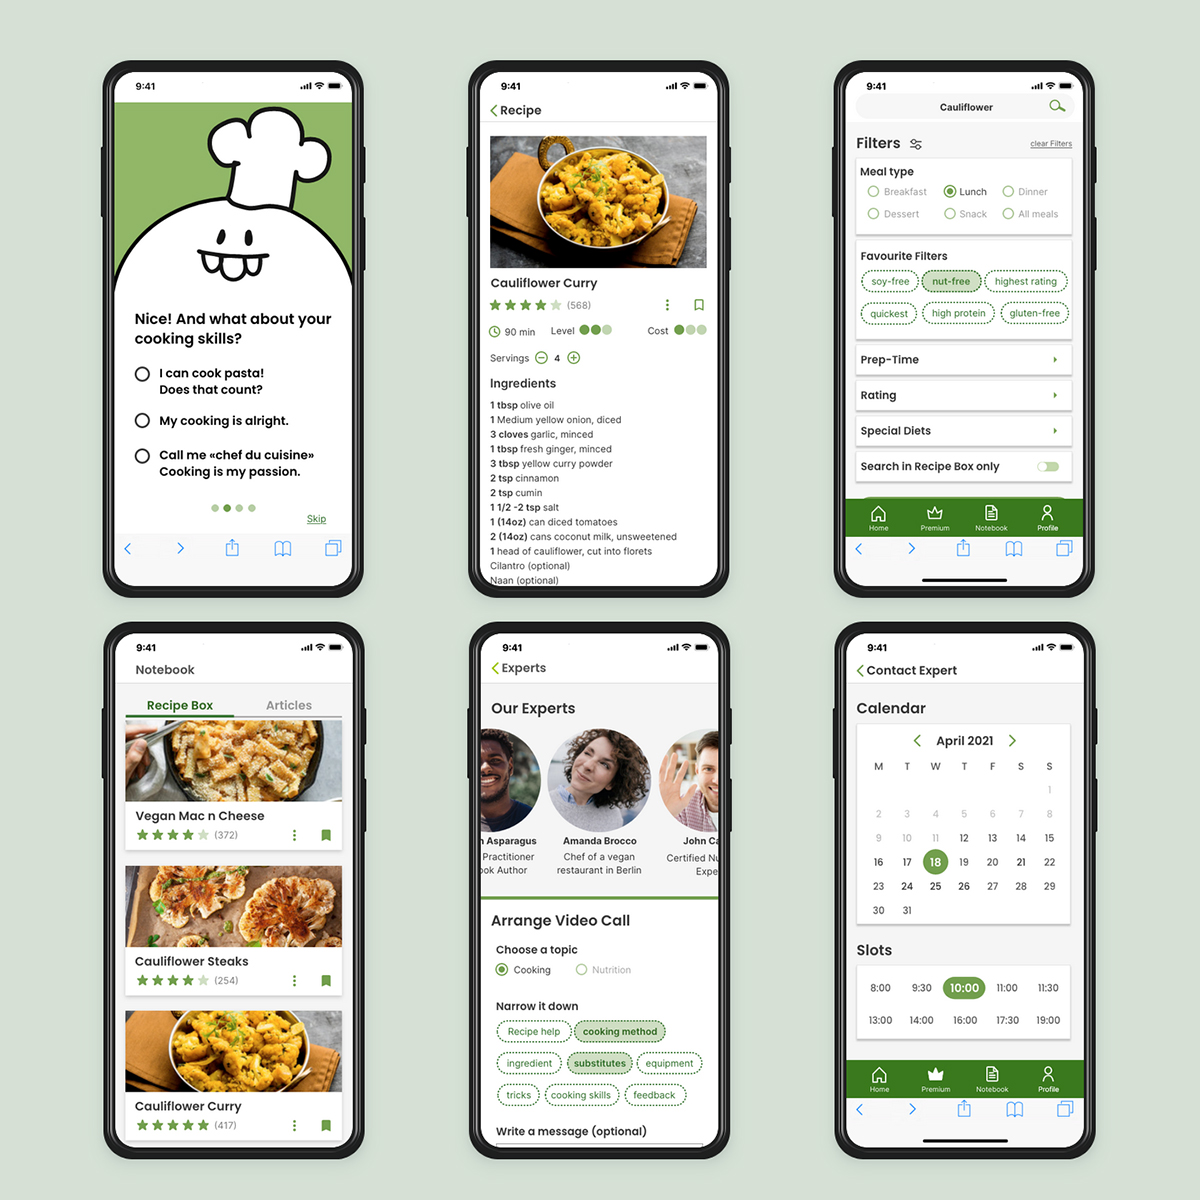 9:41
Nice! And what about your
cooking skills?
I can cook pasta!
Does that count?
My cooking is alright.
Call me «chef du cuisine»
Cooking is my passion.
Skip
9:41
Recipe
Cauliflower Curry
(568)
90 min Level Cost
Servings 4
Ingredients
1 tbsp olive oil
1 Medium yellow onion, diced
3 cloves garlic, minced
1 tbsp fresh ginger, minced
3 tbsp yellow curry powder
2 tsp cinnamon
2 tsp cumin
1 1/2 -2 tsp salt
1 (14oz) can diced tomatoes
2 (14oz) cans coconut milk, unsweetened
1 head of cauliflower, cut into florets
Cilantro (optional)
Naan (optional)
9:41
Cauliflower
Filters clear Filters
Meal type
Breakfast Lunch Dinner
Dessert Snack All meals
Favourite Filters
soy-free nut-free highest rating
quickest high protein gluten-free
Prep-Time
Rating
Special Diets
Search in Recipe Box only
Home Premium Notebook Profile
9:41
Notebook
Recipe Box Articles
Vegan Mac n Cheese
(372)
Cauliflower Steaks
(254)
Cauliflower Curry
(417)
9:41
Experts
Our Experts
n Asparagus Amanda Brocco John Ca
Practitioner Chef of a vegan Certified Nu
ook Author restaurant in Berlin Expe
Arrange Video Call
Choose a topic
Cooking Nutrition
Narrow it down
Recipe help cooking method
ingredient substitutes equipment
tricks cooking skills feedback
Write a message (optional)
9:41
Contact Expert
Calendar
April 2021
M T W T F S S
1
2 3 4 5 6 7 8
9 10 11 12 13 14 15
16 17 18 19 20 21 22
23 24 25 26 27 28 29
30 31
Slots
8:00 9:30 10:00 11:00 11:30
13:00 14:00 16:00 17:30 19:00
Home Premium Notebook Profile